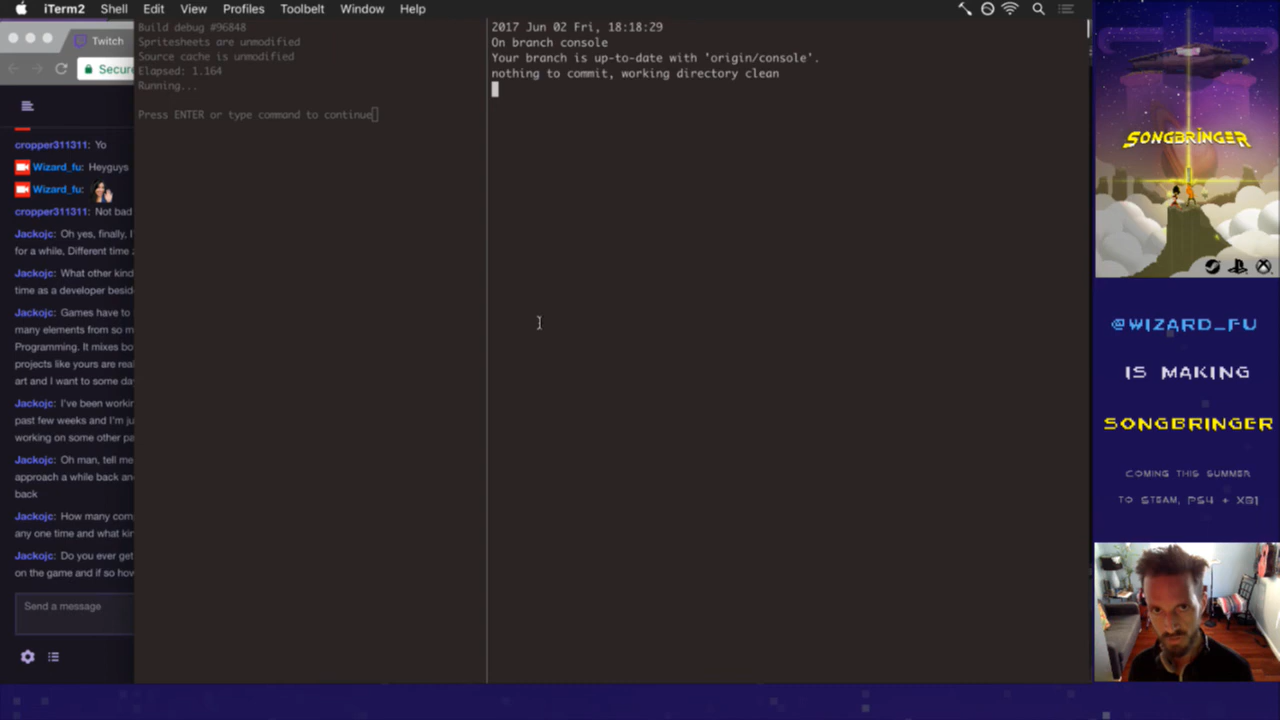 iTerm2 Shell Edit View Profiles Toolbelt Window Help
Twitch
Secure
cropper311311: Yo
Wizard_fu: Heyguys
Wizard_fu:
cropper311311: Not bad
Jackojc: Oh yes, finally, I
for a while, Different time
Jackojc: What other kind
time as a developer besid
Jackojc: Games have to
many elements from so m
Programming. It mixes bo
projects like yours are rea
art and I want to some da
Jackojc: I've been workin
past few weeks and I'm ju
working on some other pa
Jackojc: Oh man, tell me
approach a while back an
back
Jackojc: How many com
any one time and what kin
Jackojc: Do you ever get
on the game and if so hov
Send a message
Build debug #96848
Spritesheets are unmodified
Source cache is unmodified
Elapsed: 1.164
Running...
Press ENTER or type command to continue
2017 Jun 02 Fri, 18:18:29
On branch console
Your branch is up-to-date with 'origin/console'.
nothing to commit, working directory clean
SONGBRINGER
@WIZARD_FU
IS MAKING
SONGBRINGER
COMING THIS SUMMER
TO STEAM, PS4 + XB1